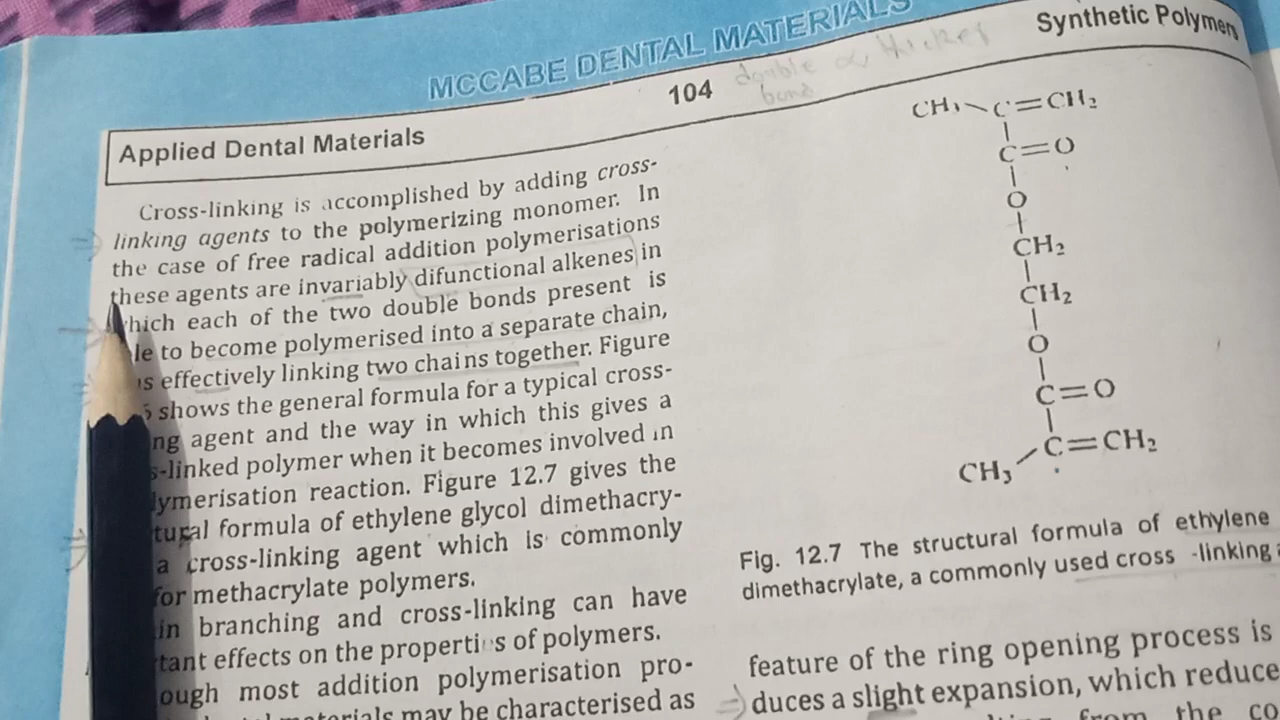 MCCABE DENTAL MATERIALS
104
double
bond
Synthetic Polymers
Applied Dental Materials
Cross-linking is accomplished by adding cross-
linking agents to the polymerizing monomer. In
the case of free radical addition polymerisations
these agents are invariably difunctional alkenes in
hich each of the two double bonds present is
le to become polymerised into a separate chain,
s effectively linking two chains together. Figure
shows the general formula for a typical cross-
ng agent and the way in which this gives a
s-linked polymer when it becomes involved in
lymerisation reaction. Figure 12.7 gives the
tural formula of ethylene glycol dimethacry-
a cross-linking agent which is commonly
for methacrylate polymers.
in branching and cross-linking can have
tant effects on the properties of polymers.
ough most addition polymerisation pro-
may be characterised as
CH₃ C=CH₂
C=O
O
CH₂
CH₂
O
C=O
C=CH₂
CH₃
Fig. 12.7 The structural formula of ethylene
dimethacrylate, a commonly used cross -linking
feature of the ring opening process is
duces a slight expansion, which reduce
from the co